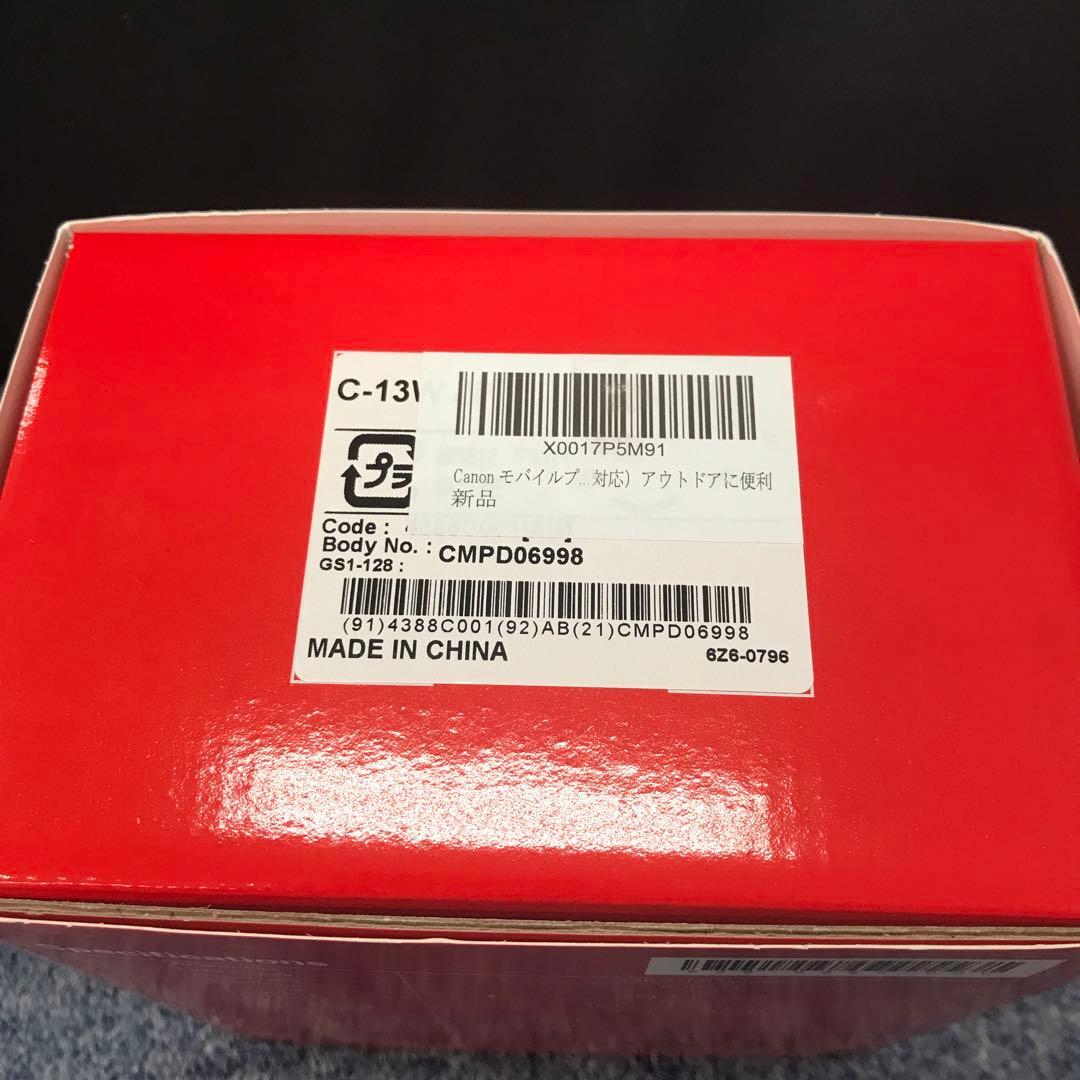 C-13W
X0017P5M91
プラ
Canon モバイルプ...対応）アウトドアに便利
新品
Code :
Body No. : CMPD06998
GS1-128 :
(91)4388C001(92)AB(21)CMPD06998
MADE IN CHINA 6Z6-0796
Specifications